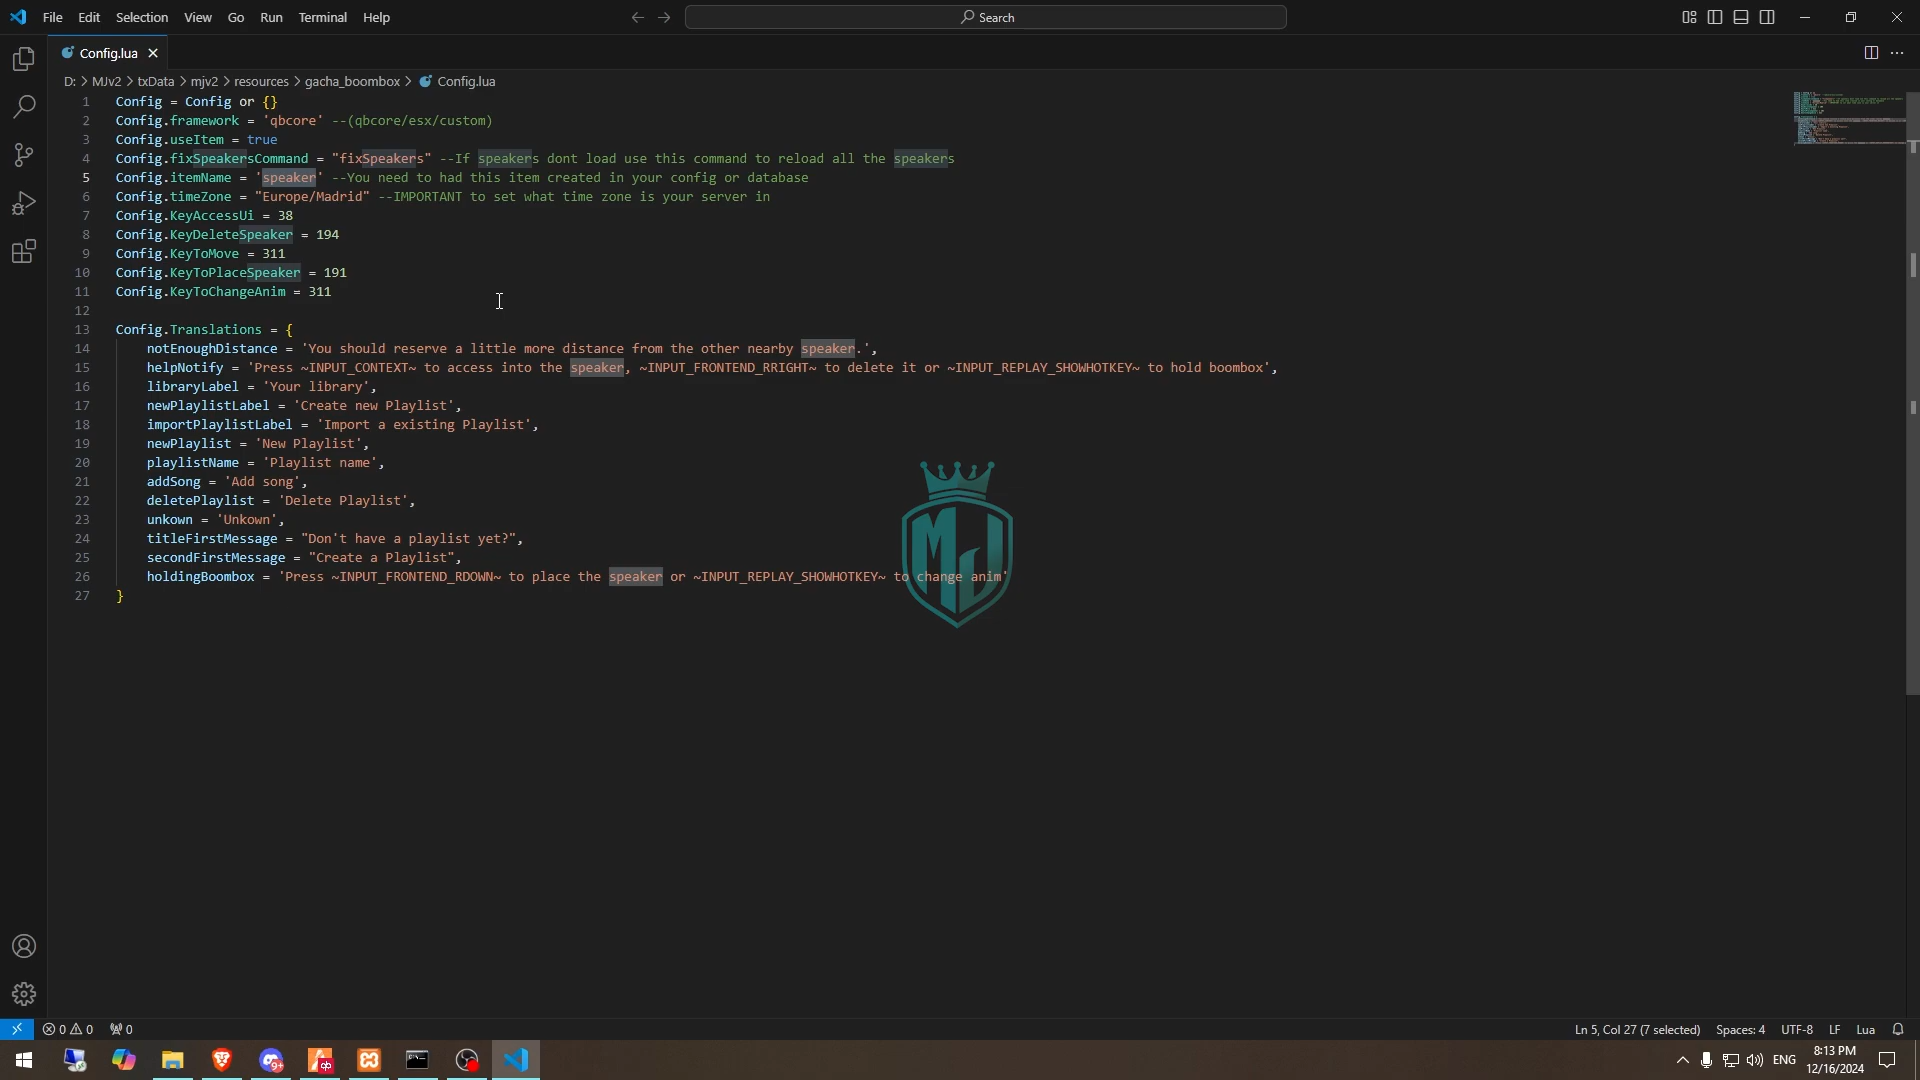 File Edit Selection View Go Run Terminal Help
Search
Config.lua
D: > MJv2 > txData > mjv2 > resources > gacha_boombox > Config.lua
1 Config = Config or {}
2 Config.framework = 'qbcore' --(qbcore/esx/custom)
3 Config.useItem = true
4 Config.fixSpeakersCommand = "fixSpeakers" --If speakers dont load use this command to reload all the speakers
5 Config.itemName = 'speaker' --You need to had this item created in your config or database
6 Config.timeZone = "Europe/Madrid" --IMPORTANT to set what time zone is your server in
7 Config.KeyAccessUi = 38
8 Config.KeyDeleteSpeaker = 194
9 Config.KeyToMove = 311
10 Config.KeyToPlaceSpeaker = 191
11 Config.KeyToChangeAnim = 311
12
13 Config.Translations = {
14 notEnoughDistance = 'You should reserve a little more distance from the other nearby speaker.',
15 helpNotify = 'Press ~INPUT_CONTEXT~ to access into the speaker, ~INPUT_FRONTEND_RRIGHT~ to delete it or ~INPUT_REPLAY_SHOWHOTKEY~ to hold boombox',
16 libraryLabel = 'Your library',
17 newPlaylistLabel = 'Create new Playlist',
18 importPlaylistLabel = 'Import a existing Playlist',
19 newPlaylist = 'New Playlist',
20 playlistName = 'Playlist name',
21 addSong = 'Add song',
22 deletePlaylist = 'Delete Playlist',
23 unkown = 'Unkown',
24 titleFirstMessage = "Don't have a playlist yet?",
25 secondFirstMessage = "Create a Playlist",
26 holdingBoombox = 'Press ~INPUT_FRONTEND_RDOWN~ to place the speaker or ~INPUT_REPLAY_SHOWHOTKEY~ to change anim'
27 }
MJ
0 0 0 Ln 5, Col 27 (7 selected) Spaces: 4 UTF-8 LF Lua
9+ qb ENG 8:13 PM
12/16/2024